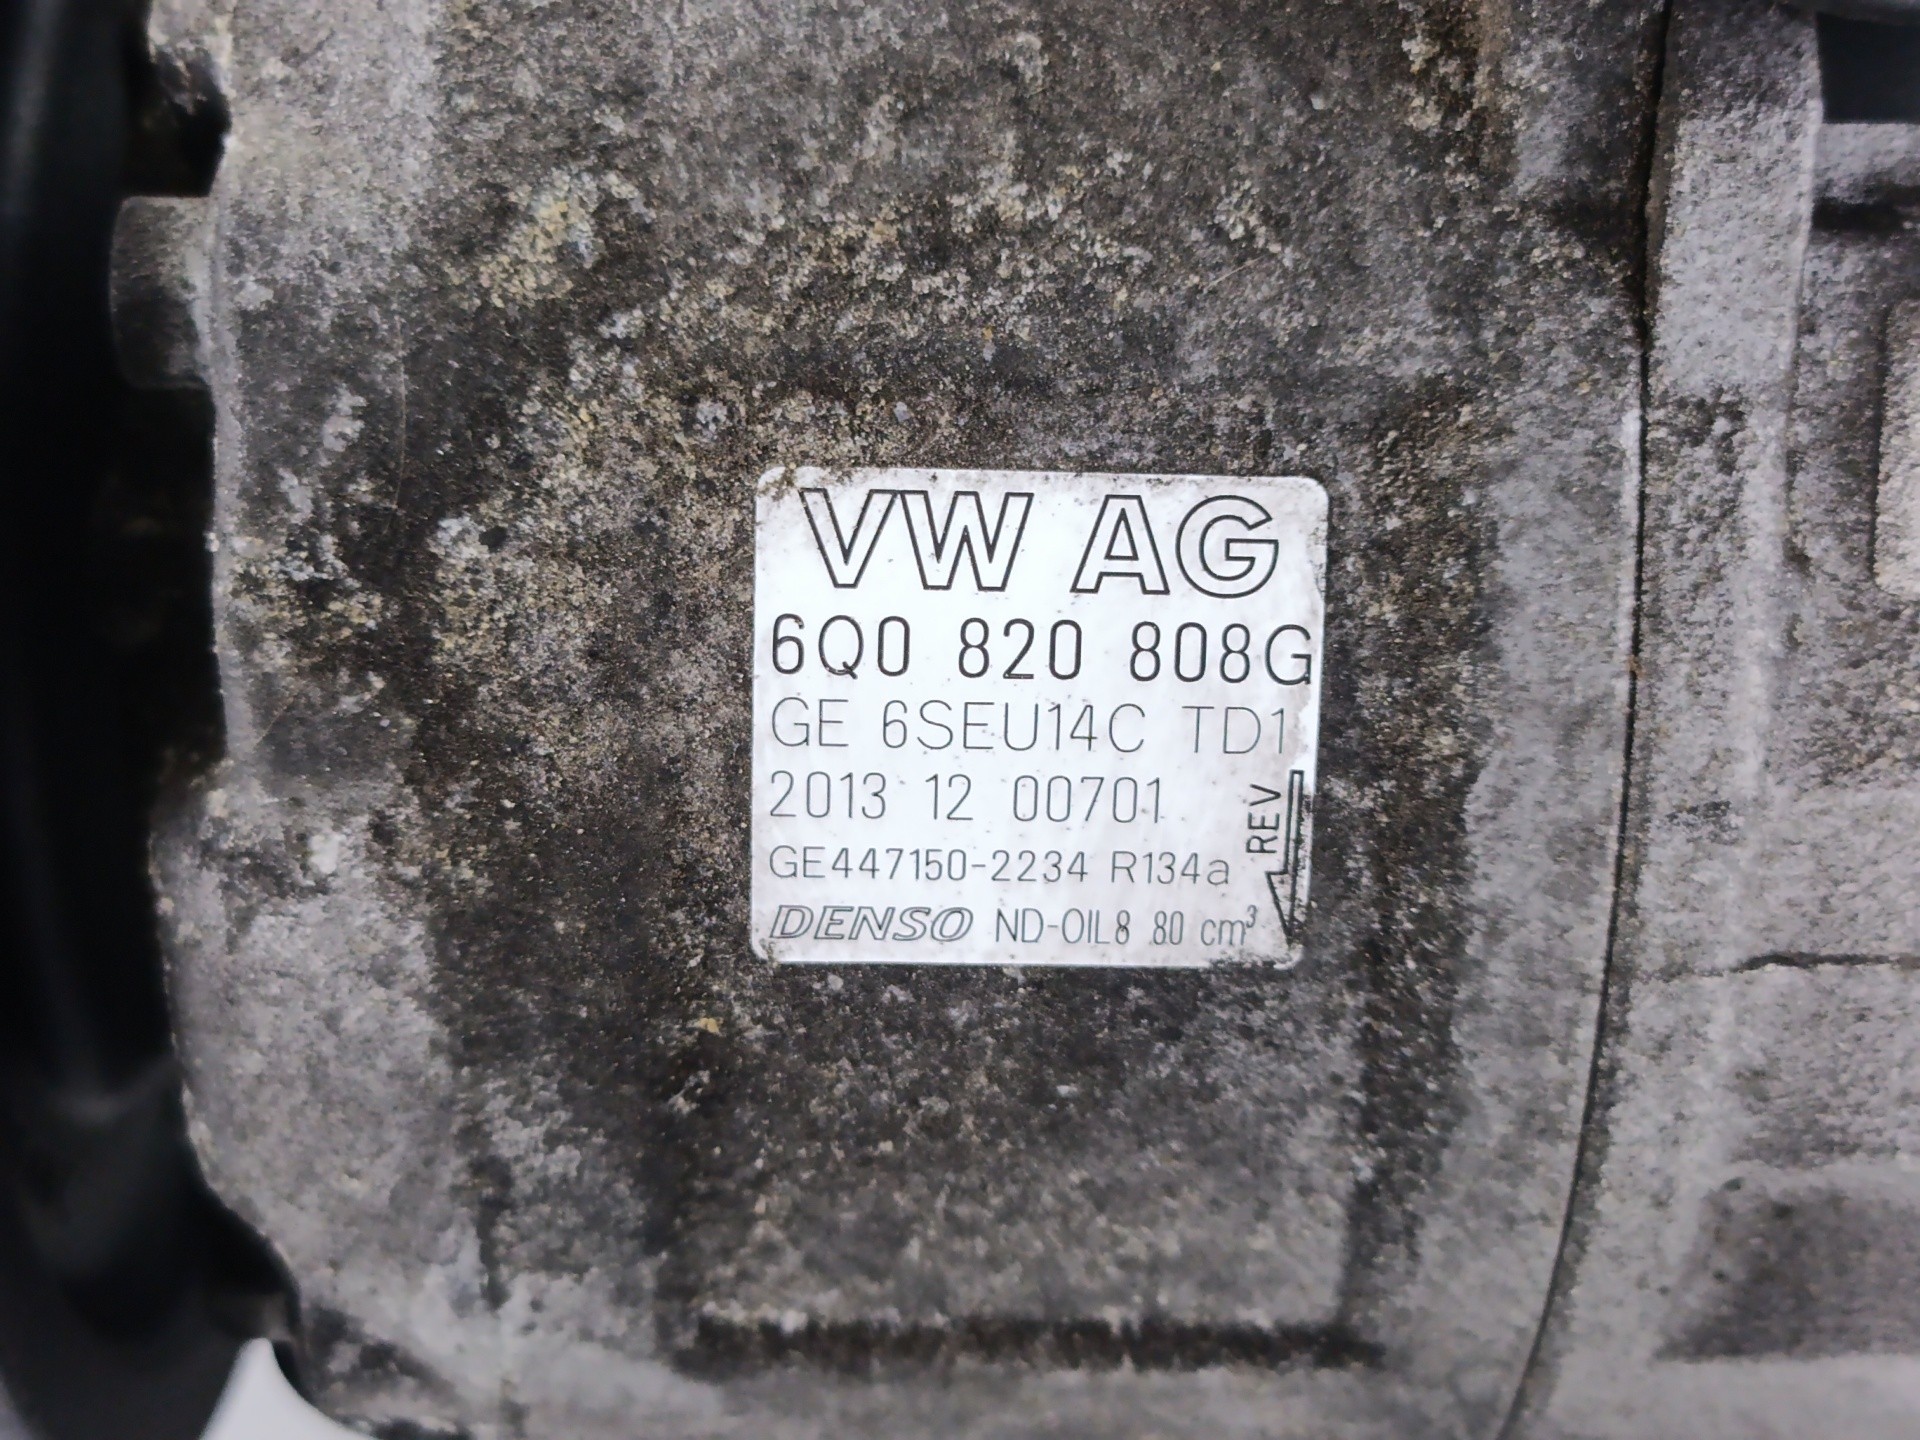 VW AG
6Q0 820 808G
GE 6SEU14C TD1
2013 12 00701
GE447150-2234 R134a
DENSO ND-OIL8 80 cm³
REV